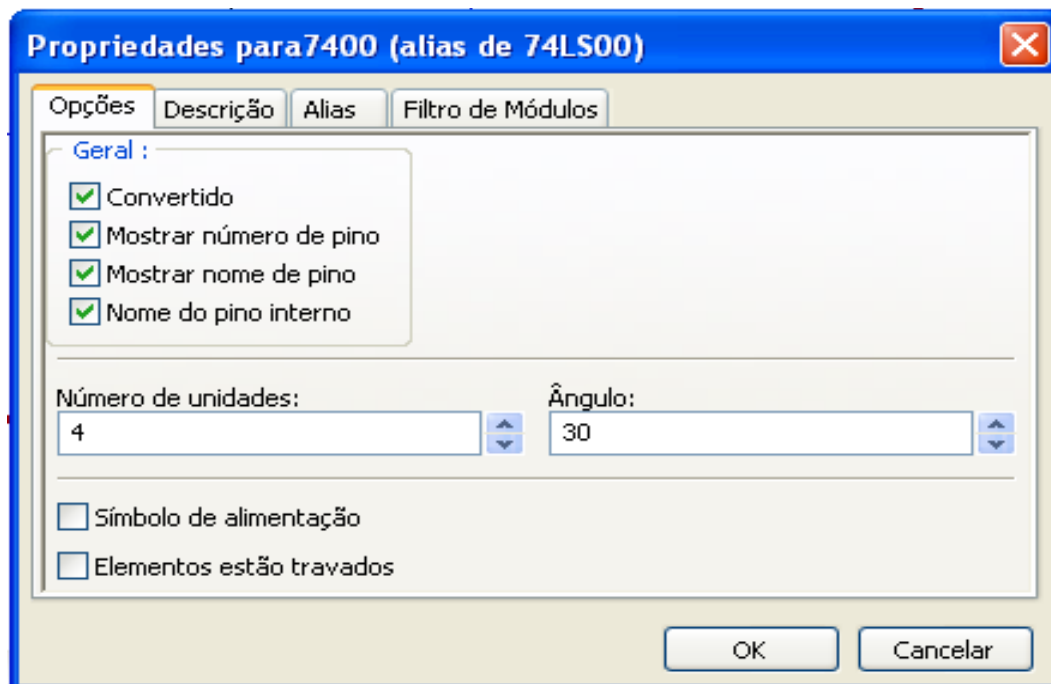 Propriedades para7400 (alias de 74LS00)
Opções Descrição Alias Filtro de Módulos
Geral :
Convertido
Mostrar número de pino
Mostrar nome de pino
Nome do pino interno
Número de unidades: Ângulo:
4 30
Símbolo de alimentação
Elementos estão travados
OK Cancelar